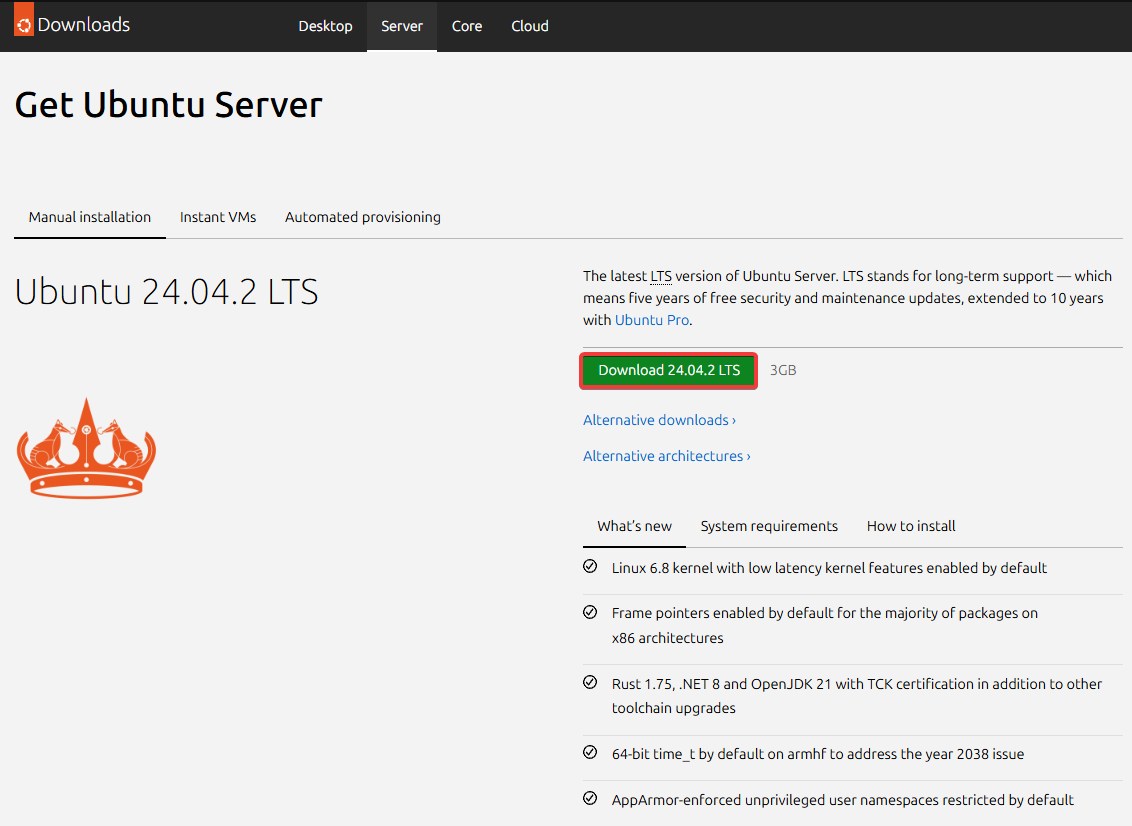 Downloads
Desktop
Server
Core
Cloud
Get Ubuntu Server
Manual installation
Instant VMs
Automated provisioning
Ubuntu 24.04.2 LTS
The latest LTS version of Ubuntu Server. LTS stands for long-term support — which
means five years of free security and maintenance updates, extended to 10 years
with Ubuntu Pro.
Download 24.04.2 LTS
3GB
Alternative downloads ›
Alternative architectures ›
What’s new
System requirements
How to install
Linux 6.8 kernel with low latency kernel features enabled by default
Frame pointers enabled by default for the majority of packages on
x86 architectures
Rust 1.75, .NET 8 and OpenJDK 21 with TCK certification in addition to other
toolchain upgrades
64-bit time_t by default on armhf to address the year 2038 issue
AppArmor-enforced unprivileged user namespaces restricted by default